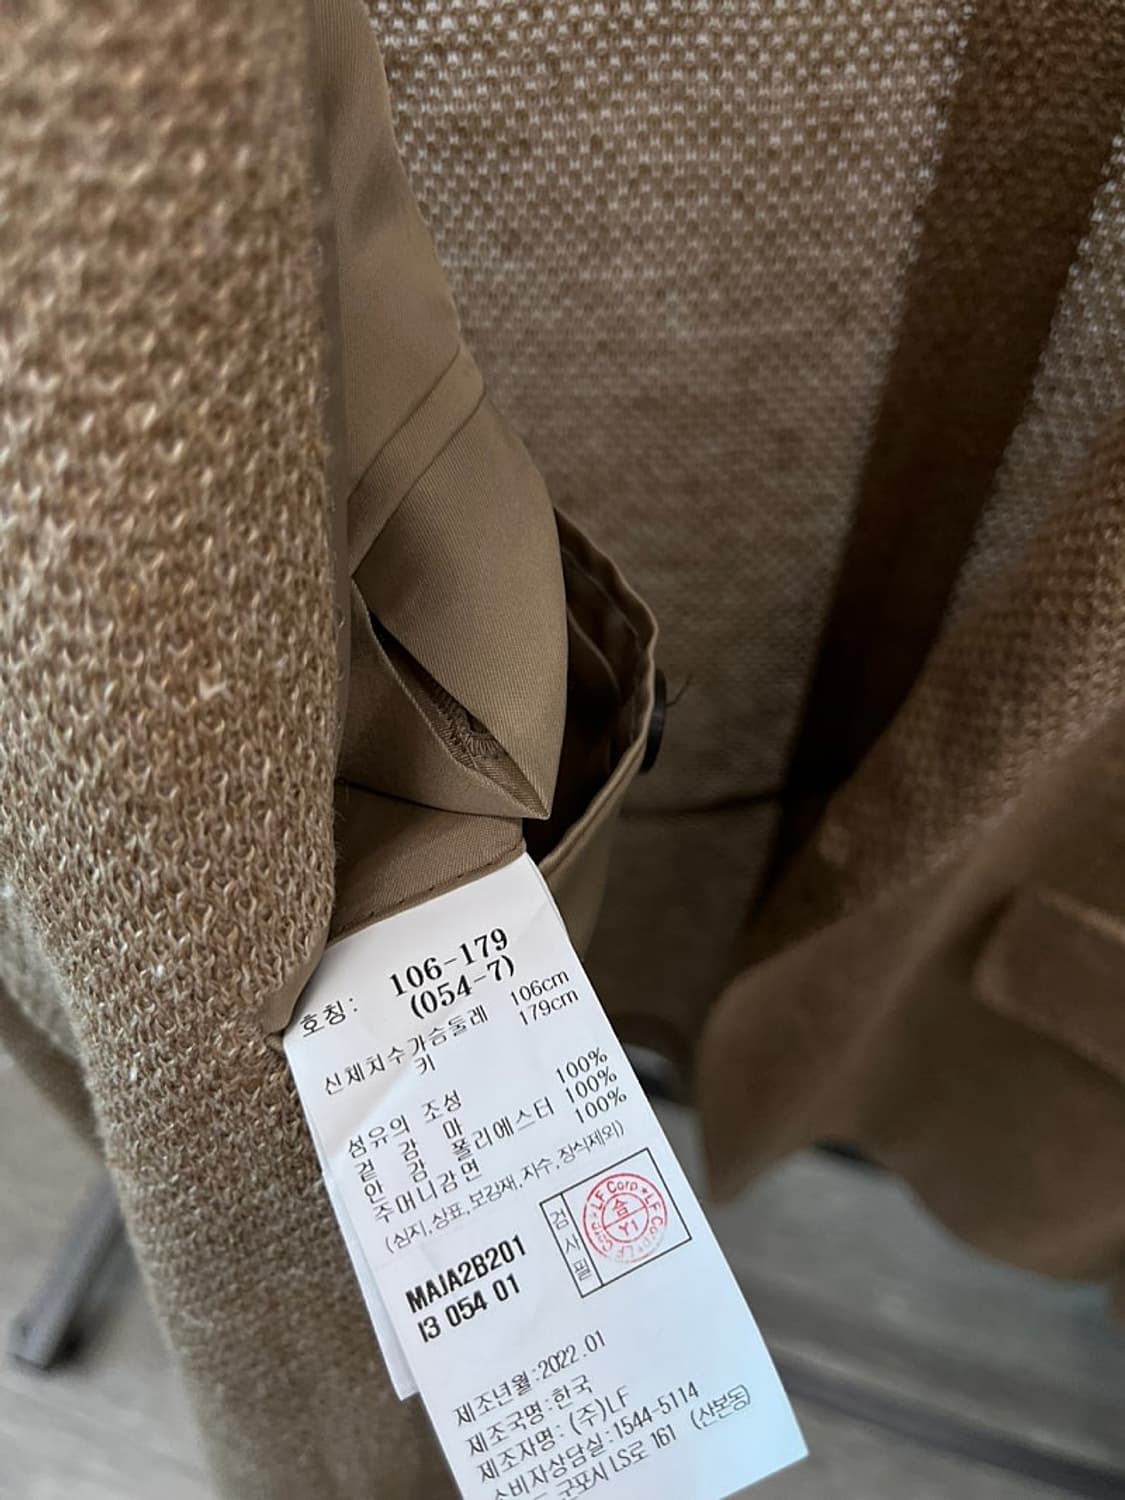 호칭: 106-179
(054-7)
신체치수 가슴둘레 106cm
키 179cm
섬유의 조성
겉 감 마 100%
안 감 폴리에스터 100%
주머니감 면 100%
(심지,상표,보강재,자수,장식제외)
검사필
LF Corp * LF Corp * LF Corp *
솜
Y1
MAJA2B201
I3 054 01
제조년월:2022.01
제조국명:한국
제조자명: (주)LF
소비자상담실:1544-5114
군포시 LS로 161 (산본동)